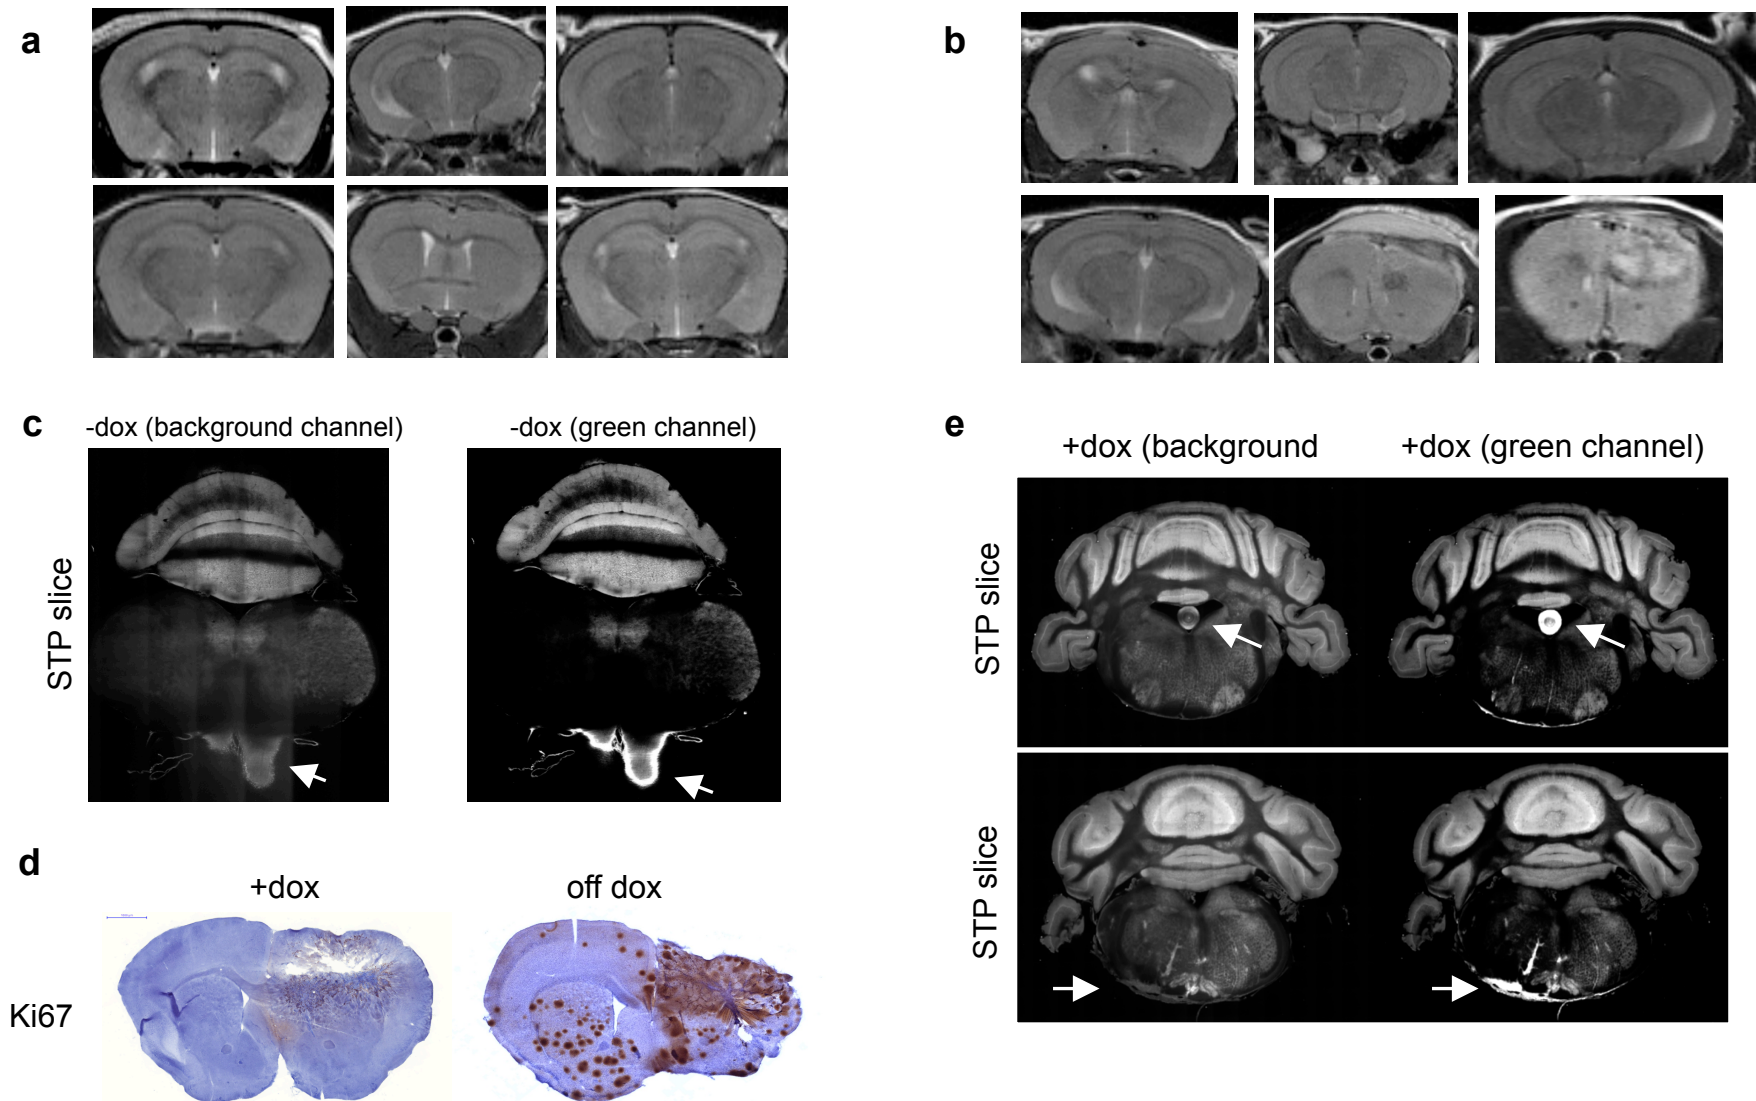 a
b
c
-dox (background channel)
-dox (green channel)
STP slice
d
+dox
off dox
Ki67
e
+dox (background
+dox (green channel)
STP slice
STP slice